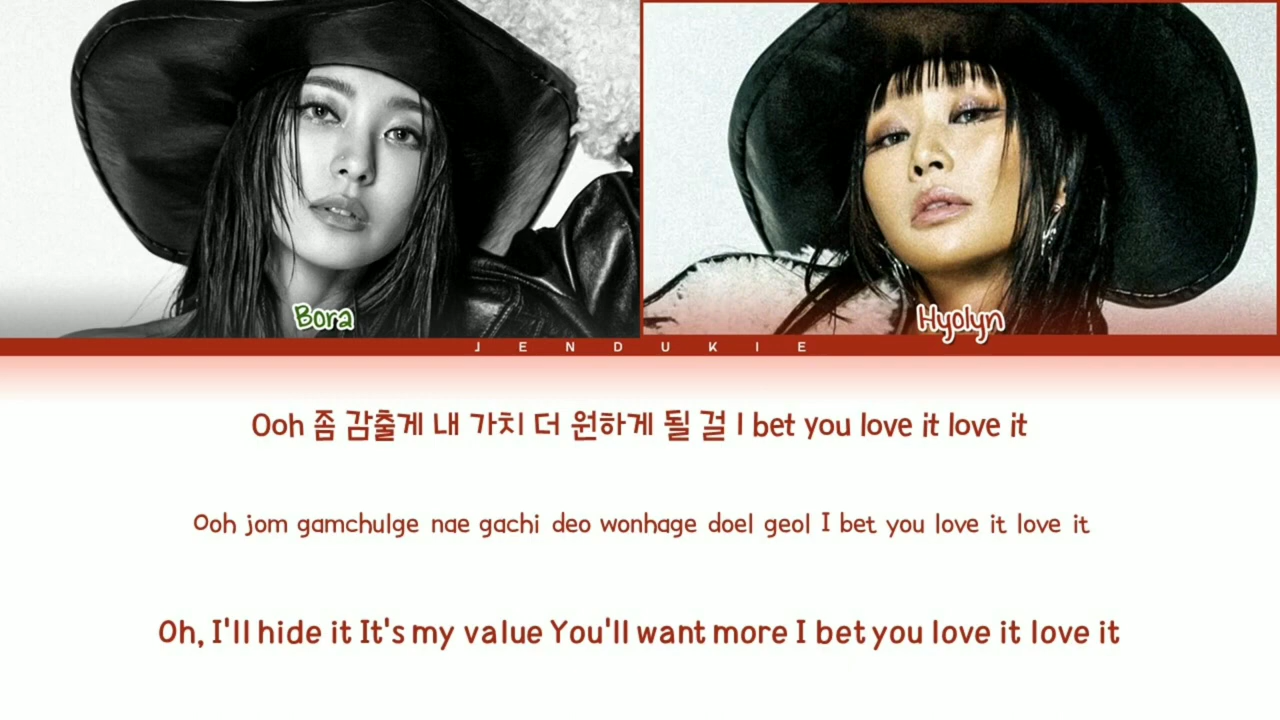 Bora
Hyolyn
JENDUKIE
Ooh 좀 감출게 내 가치 더 원하게 될 걸 I bet you love it love it
Ooh jom gamchulge nae gachi deo wonhage doel geol I bet you love it love it
Oh, I'll hide it It's my value You'll want more I bet you love it love it